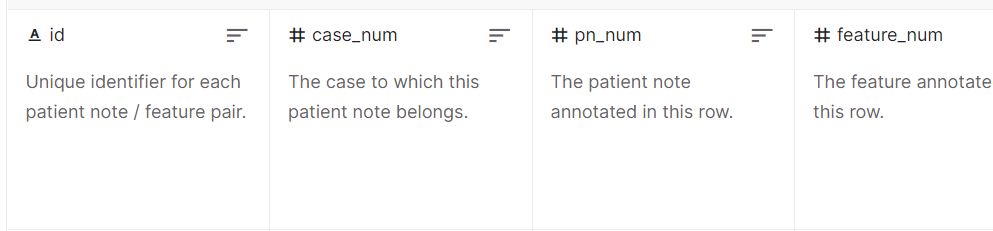 id
case_num
pn_num
feature_num
Unique identifier for each
patient note / feature pair.
The case to which this
patient note belongs.
The patient note
annotated in this row.
The feature annotate
this row.